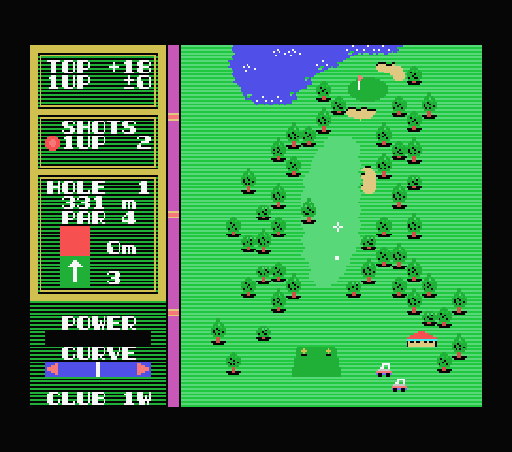 TOP +18
1UP ±0
SHOTS
1UP 2
HOLE 1
331 m
PAR 4
0m
3
POWER
CURVE
CLUB 1W